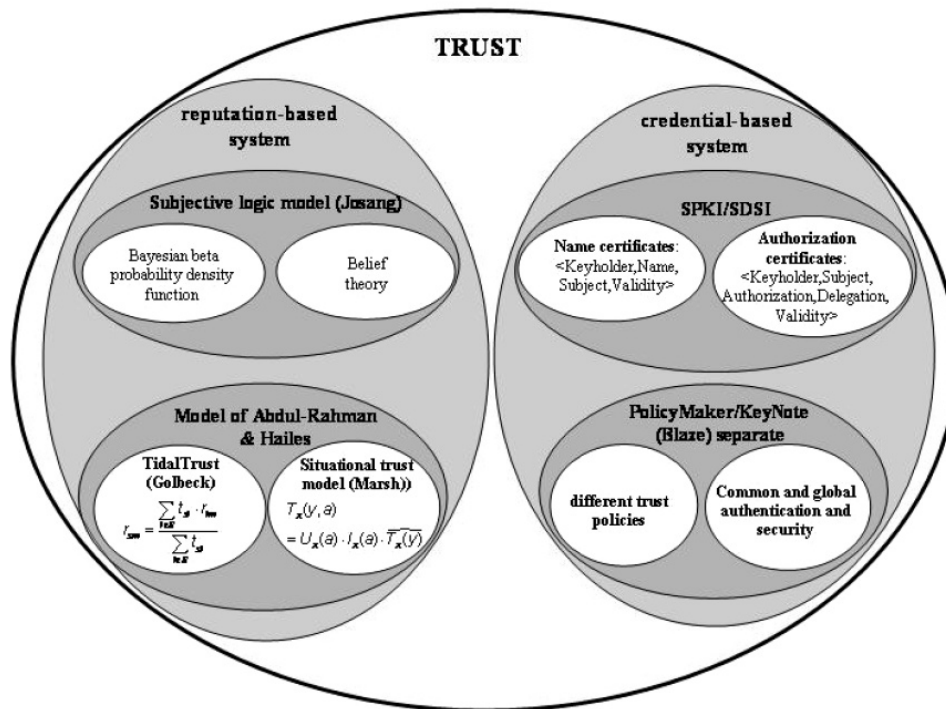 TRUST
reputation-based
system
Subjective logic model (Josang)
Bayesian beta
probability density
function
Belief
theory
Model of Abdul-Rahman
& Hailes
TidalTrust
(Golbeck)
Situational trust
model (Marsh))
T_x(y,a)
= U_x(a) · I_x(a) · T_x(y)
credential-based
system
SPKI/SDSI
Name certificates:
<Keyholder,Name,
Subject,Validity>
Authorization
certificates:
<Keyholder,Subject,
Authorization,Delegation,
Validity>
PolicyMaker/KeyNote
(Blaze) separate
different trust
policies
Common and global
authentication and
security